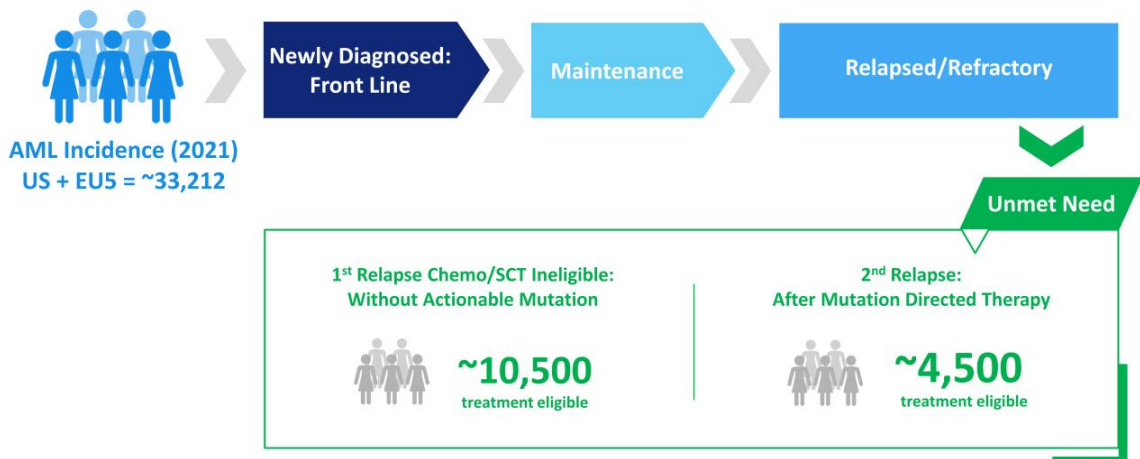 Newly Diagnosed:
Front Line
Maintenance
Relapsed/Refractory
AML Incidence (2021)
US + EU5 = ~33,212
Unmet Need
1st Relapse Chemo/SCT Ineligible:
Without Actionable Mutation
~10,500
treatment eligible
2nd Relapse:
After Mutation Directed Therapy
~4,500
treatment eligible